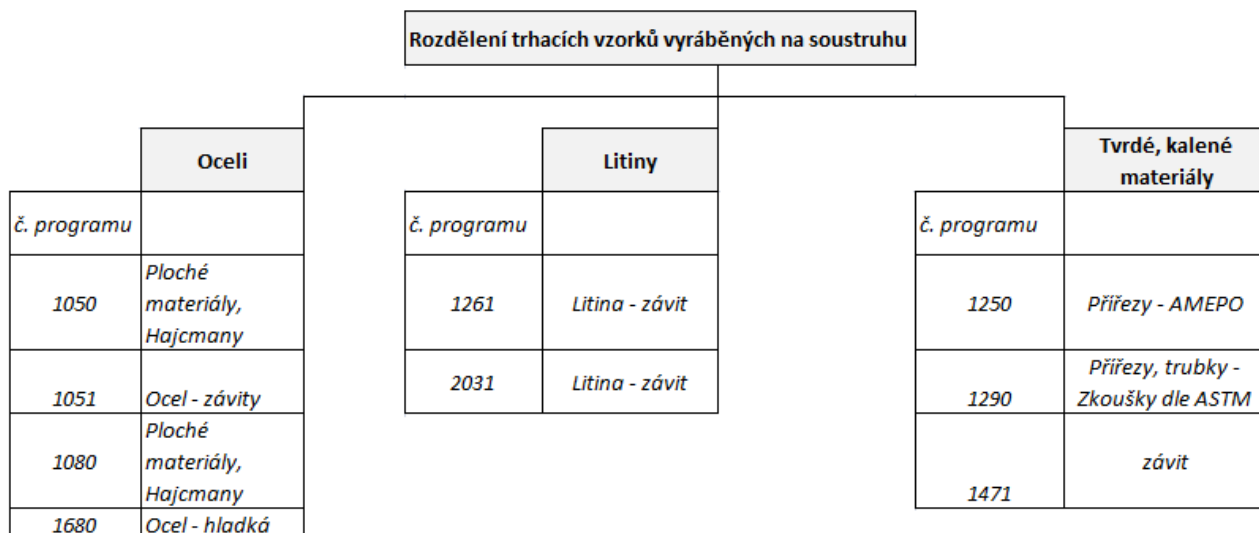 Rozdělení trhacích vzorků vyráběných na soustruhu
Oceli
č. programu
1050
Ploché
materiály,
Hajcmany
1051
Ocel - závity
1080
Ploché
materiály,
Hajcmany
1680
Ocel - hladká
Litiny
č. programu
1261
Litina - závit
2031
Litina - závit
Tvrdé, kalené
materiály
č. programu
1250
Přířezy - AMEPO
1290
Přířezy, trubky -
Zkoušky dle ASTM
1471
závit